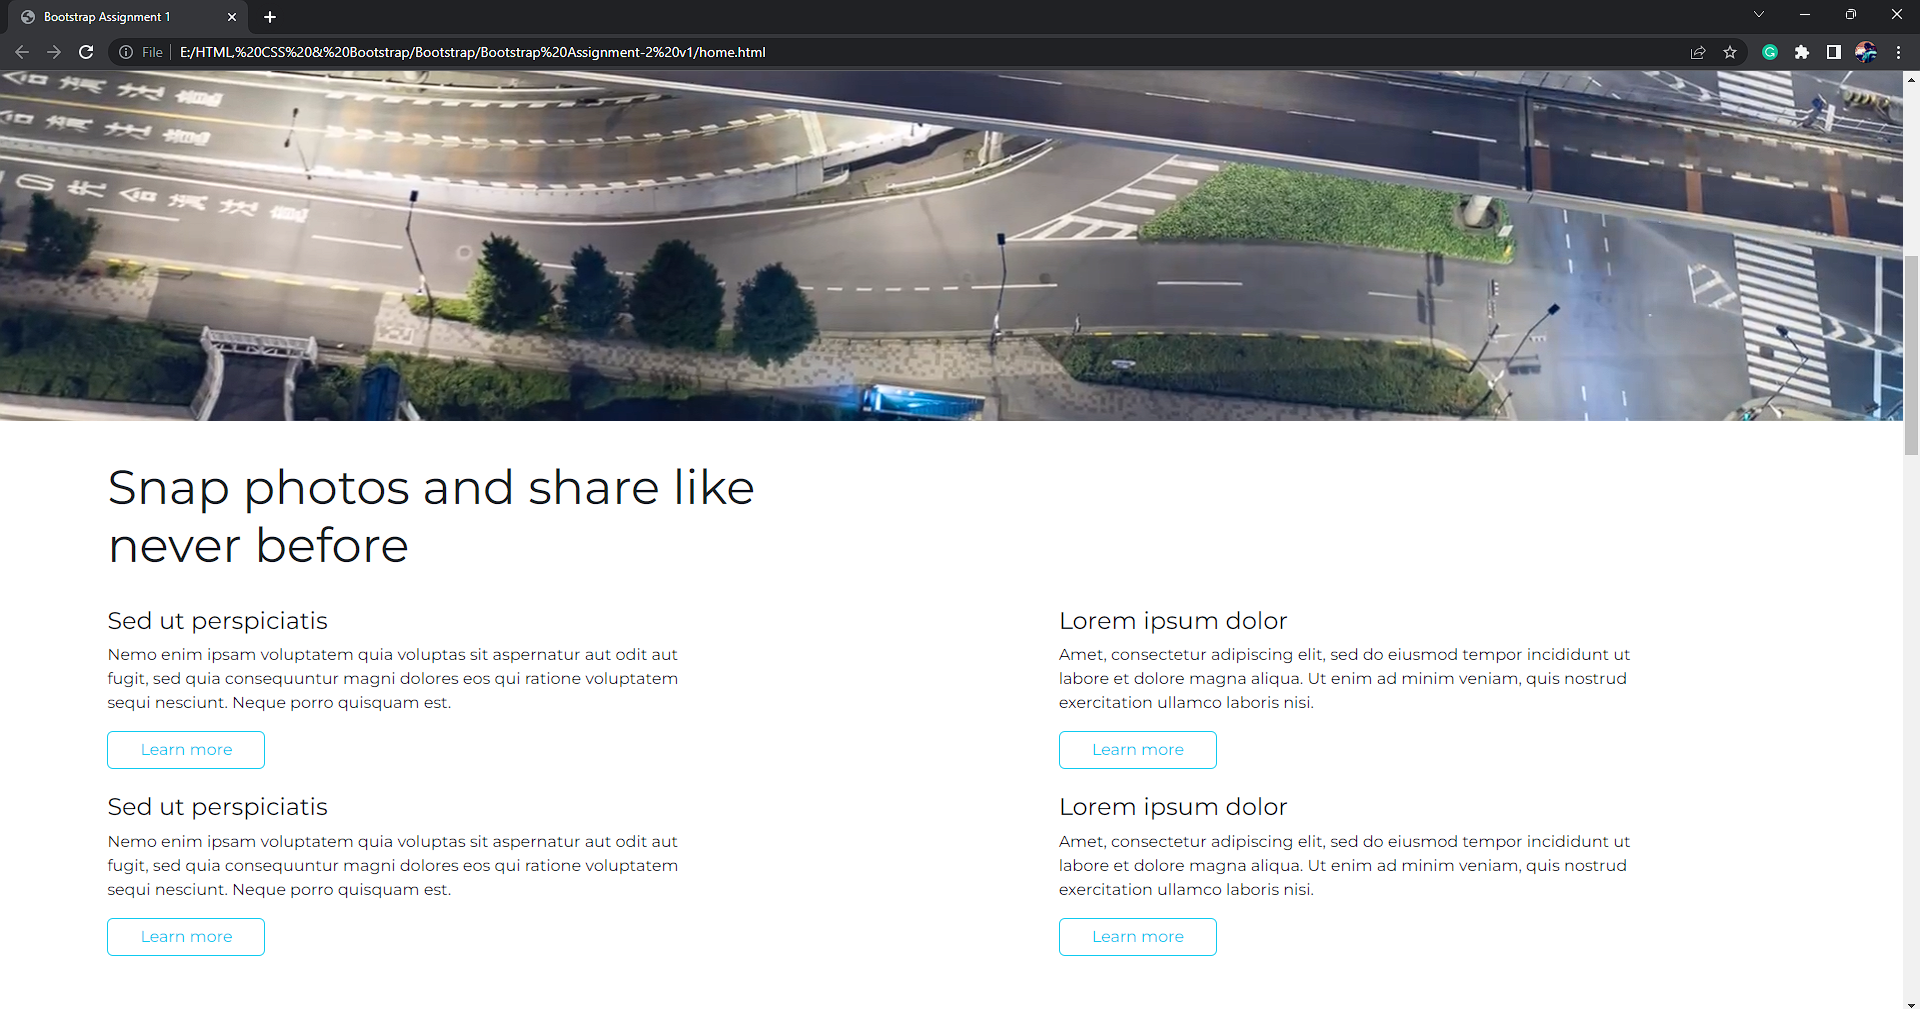 Bootstrap Assignment 1
File
E:/HTML,%20CSS%20&%20Bootstrap/Bootstrap/Bootstrap%20Assignment-2%20v1/home.html
Snap photos and share like
never before
Sed ut perspiciatis
Nemo enim ipsam voluptatem quia voluptas sit aspernatur aut odit aut
fugit, sed quia consequuntur magni dolores eos qui ratione voluptatem
sequi nesciunt. Neque porro quisquam est.
Learn more
Lorem ipsum dolor
Amet, consectetur adipiscing elit, sed do eiusmod tempor incididunt ut
labore et dolore magna aliqua. Ut enim ad minim veniam, quis nostrud
exercitation ullamco laboris nisi.
Learn more
Sed ut perspiciatis
Nemo enim ipsam voluptatem quia voluptas sit aspernatur aut odit aut
fugit, sed quia consequuntur magni dolores eos qui ratione voluptatem
sequi nesciunt. Neque porro quisquam est.
Learn more
Lorem ipsum dolor
Amet, consectetur adipiscing elit, sed do eiusmod tempor incididunt ut
labore et dolore magna aliqua. Ut enim ad minim veniam, quis nostrud
exercitation ullamco laboris nisi.
Learn more